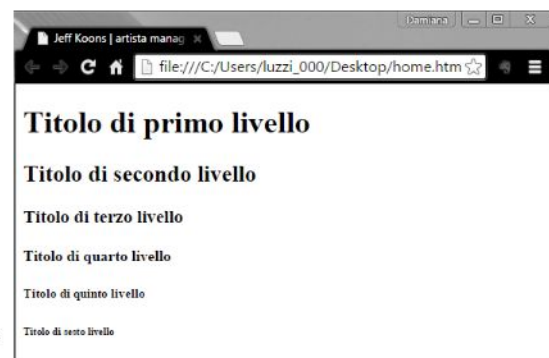 Damiana
Jeff Koons | artista manag
file:///C:/Users/luzzi_000/Desktop/home.htm
Titolo di primo livello
Titolo di secondo livello
Titolo di terzo livello
Titolo di quarto livello
Titolo di quinto livello
Titolo di sesto livello